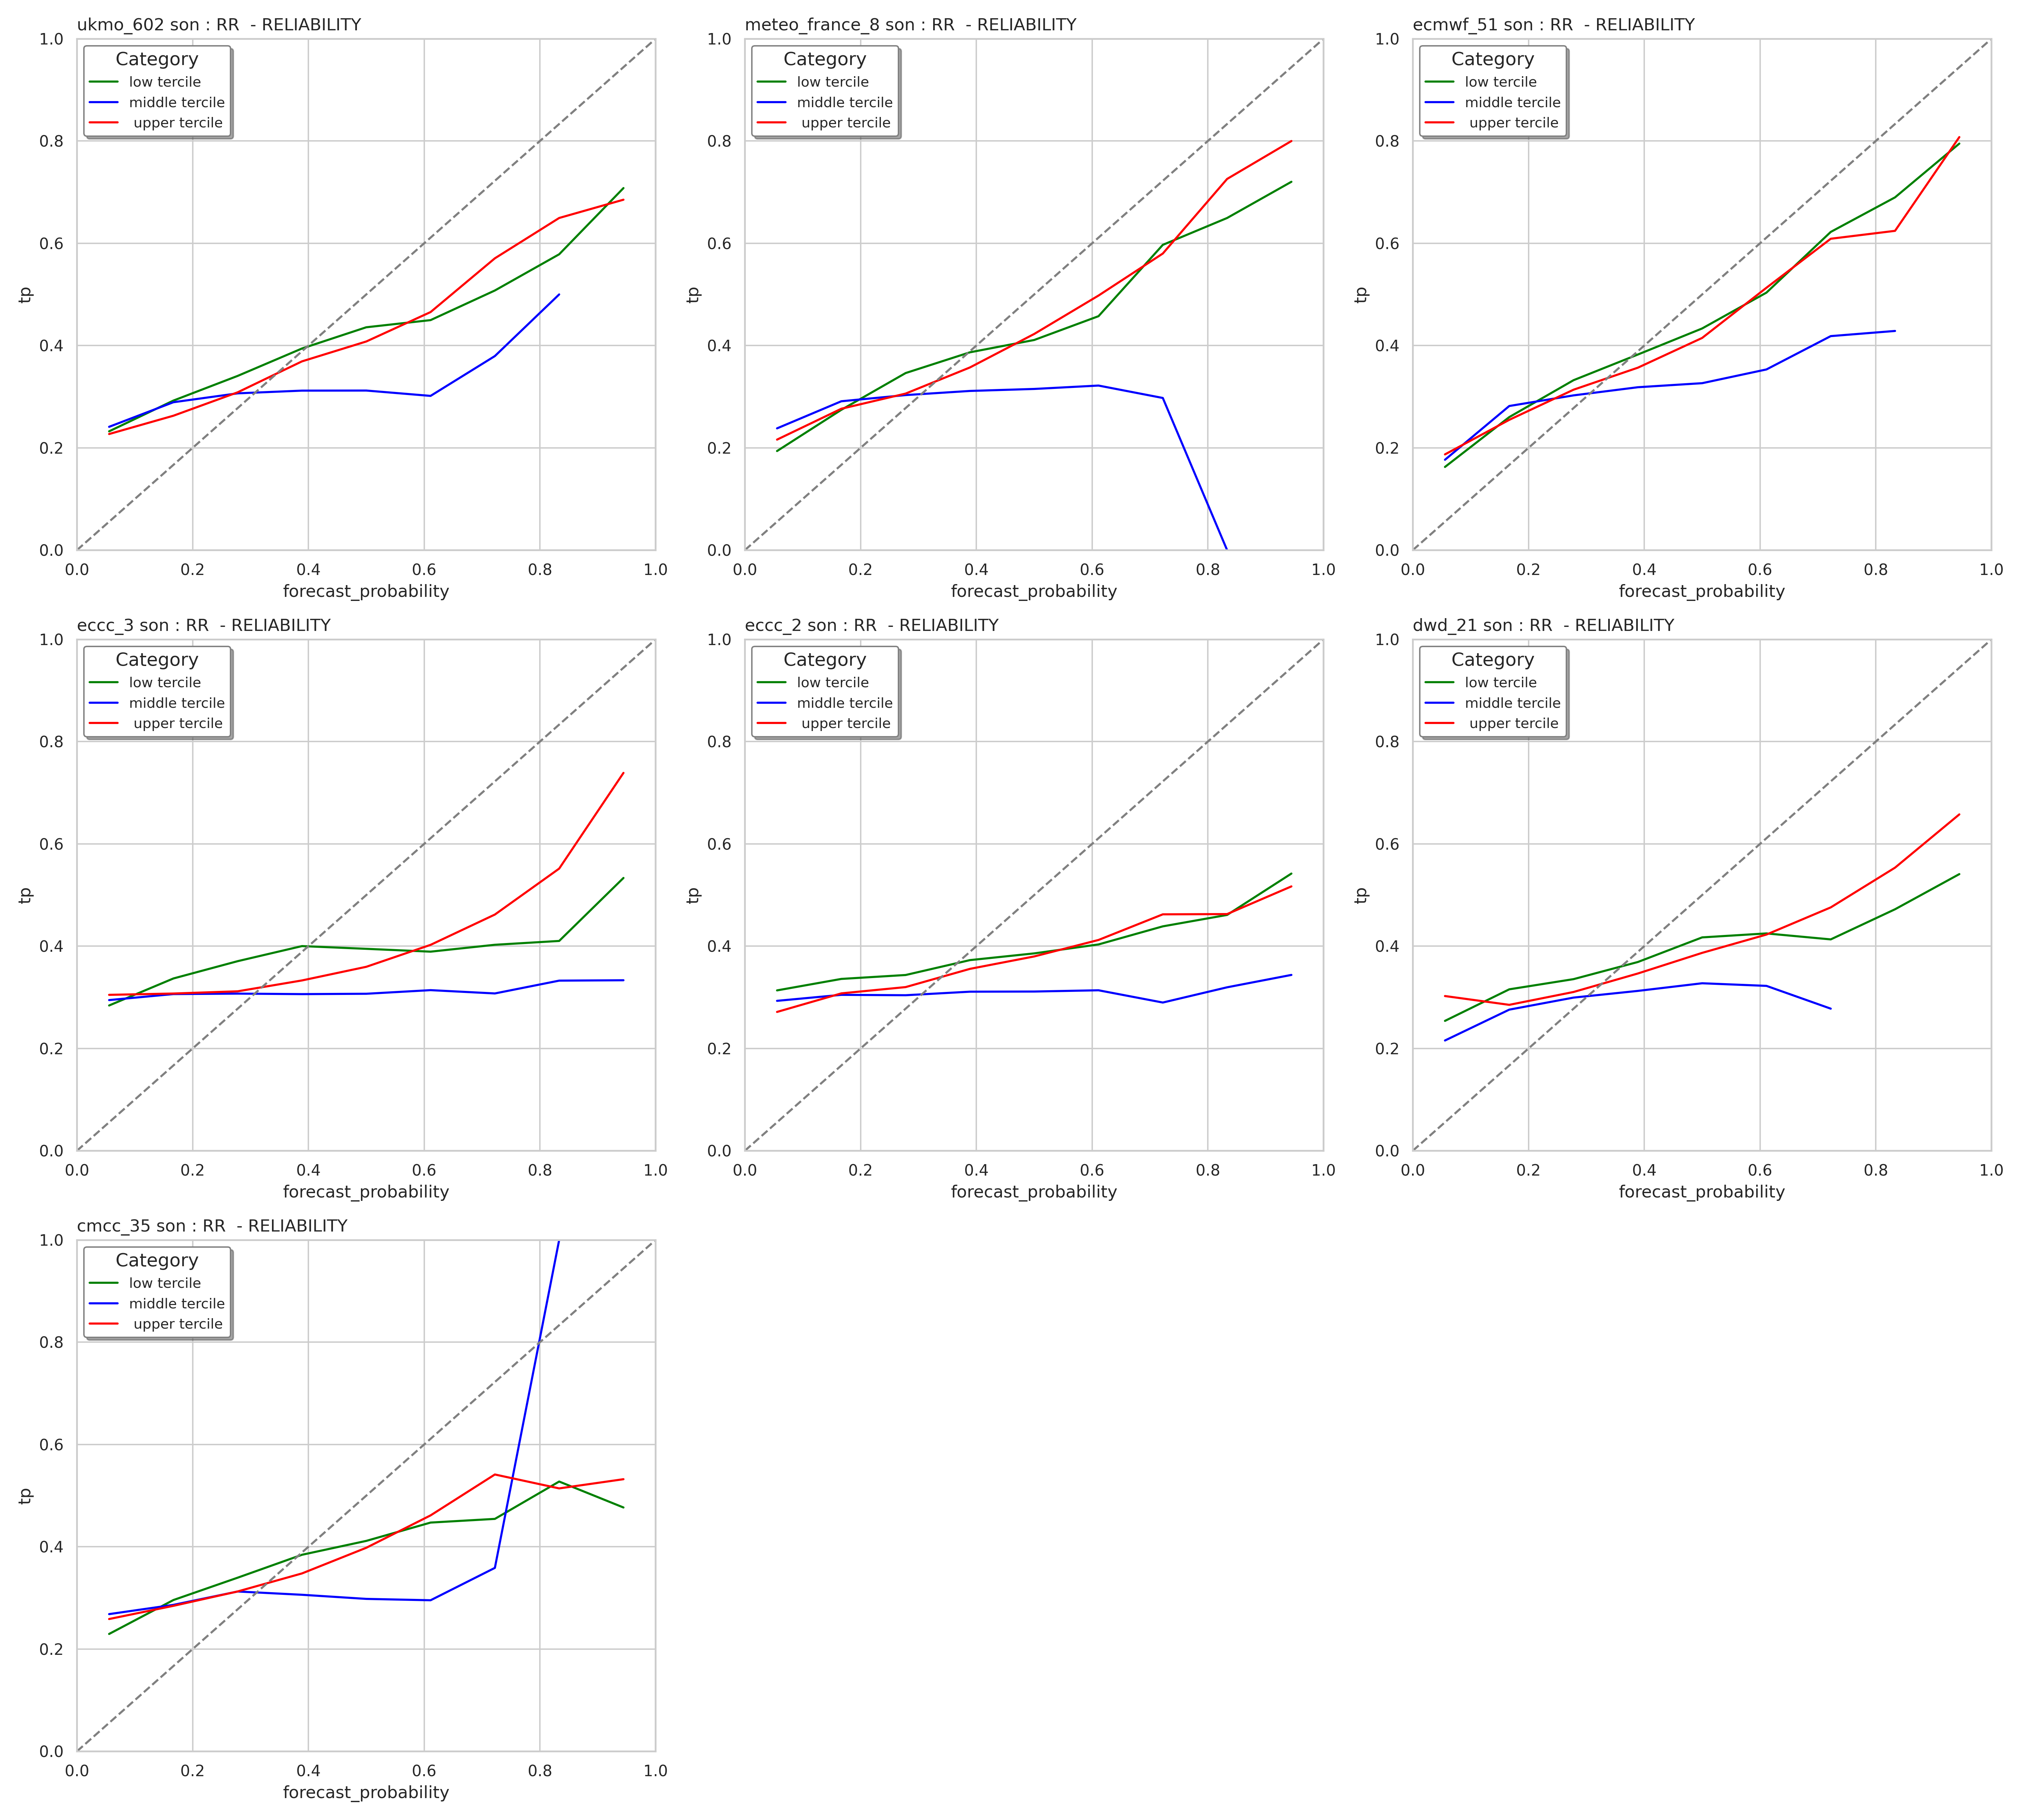 ukmo_602 son : RR  - RELIABILITY
1.0
Category
low tercile
middle tercile
upper tercile
0.8
0.6
tp
0.4
0.2
0.0
0.0 0.2 0.4 0.6 0.8 1.0
forecast_probability
meteo_france_8 son : RR  - RELIABILITY
1.0
Category
low tercile
middle tercile
upper tercile
0.8
0.6
tp
0.4
0.2
0.0
0.0 0.2 0.4 0.6 0.8 1.0
forecast_probability
ecmwf_51 son : RR  - RELIABILITY
1.0
Category
low tercile
middle tercile
upper tercile
0.8
0.6
tp
0.4
0.2
0.0
0.0 0.2 0.4 0.6 0.8 1.0
forecast_probability
eccc_3 son : RR  - RELIABILITY
1.0
Category
low tercile
middle tercile
upper tercile
0.8
0.6
tp
0.4
0.2
0.0
0.0 0.2 0.4 0.6 0.8 1.0
forecast_probability
eccc_2 son : RR  - RELIABILITY
1.0
Category
low tercile
middle tercile
upper tercile
0.8
0.6
tp
0.4
0.2
0.0
0.0 0.2 0.4 0.6 0.8 1.0
forecast_probability
dwd_21 son : RR  - RELIABILITY
1.0
Category
low tercile
middle tercile
upper tercile
0.8
0.6
tp
0.4
0.2
0.0
0.0 0.2 0.4 0.6 0.8 1.0
forecast_probability
cmcc_35 son : RR  - RELIABILITY
1.0
Category
low tercile
middle tercile
upper tercile
0.8
0.6
tp
0.4
0.2
0.0
0.0 0.2 0.4 0.6 0.8 1.0
forecast_probability